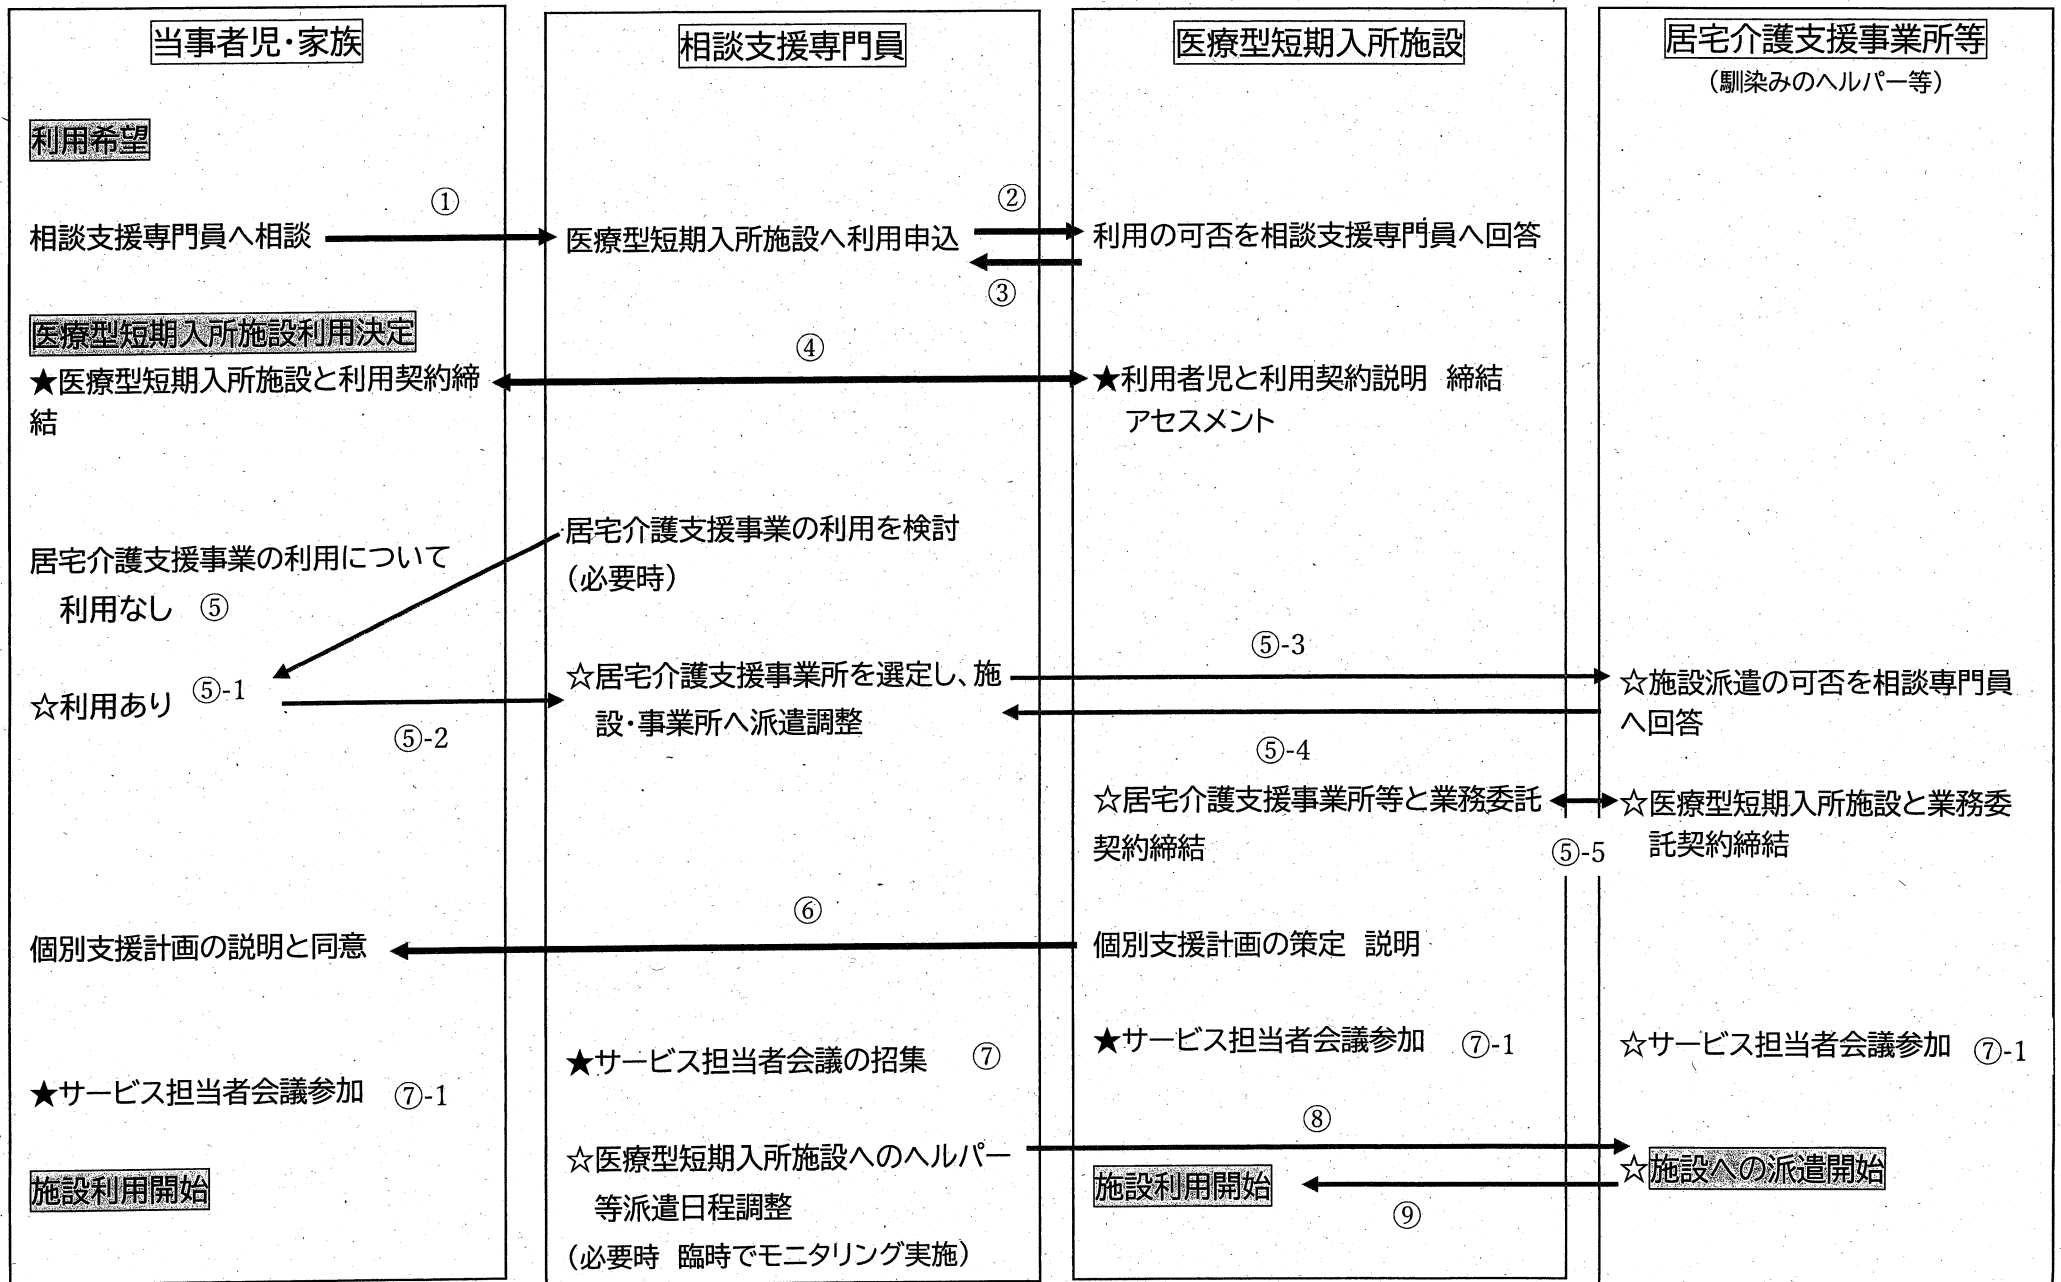 当事者児・家族
利用希望
①
相談支援専門員へ相談
医療型短期入所施設利用決定
★医療型短期入所施設と利用契約締
結
居宅介護支援事業の利用について
利用なし ⑤
☆利用あり ⑤-1
⑤-2
個別支援計画の説明と同意
★サービス担当者会議参加 ⑦-1
施設利用開始
相談支援専門員
②
医療型短期入所施設へ利用申込
③
④
居宅介護支援事業の利用を検討
(必要時)
☆居宅介護支援事業所を選定し、施
設・事業所へ派遣調整
⑥
★サービス担当者会議の招集 ⑦
☆医療型短期入所施設へのヘルパー
等派遣日程調整
(必要時 臨時でモニタリング実施)
医療型短期入所施設
利用の可否を相談支援専門員へ回答
★利用者児と利用契約説明 締結
アセスメント
⑤-3
⑤-4
☆居宅介護支援事業所等と業務委託
契約締結
⑤-5
個別支援計画の策定 説明
★サービス担当者会議参加 ⑦-1
⑧
施設利用開始
⑨
居宅介護支援事業所等
(馴染みのヘルパー等)
☆施設派遣の可否を相談専門員
へ回答
☆医療型短期入所施設と業務委
託契約締結
☆サービス担当者会議参加 ⑦-1
☆施設への派遣開始